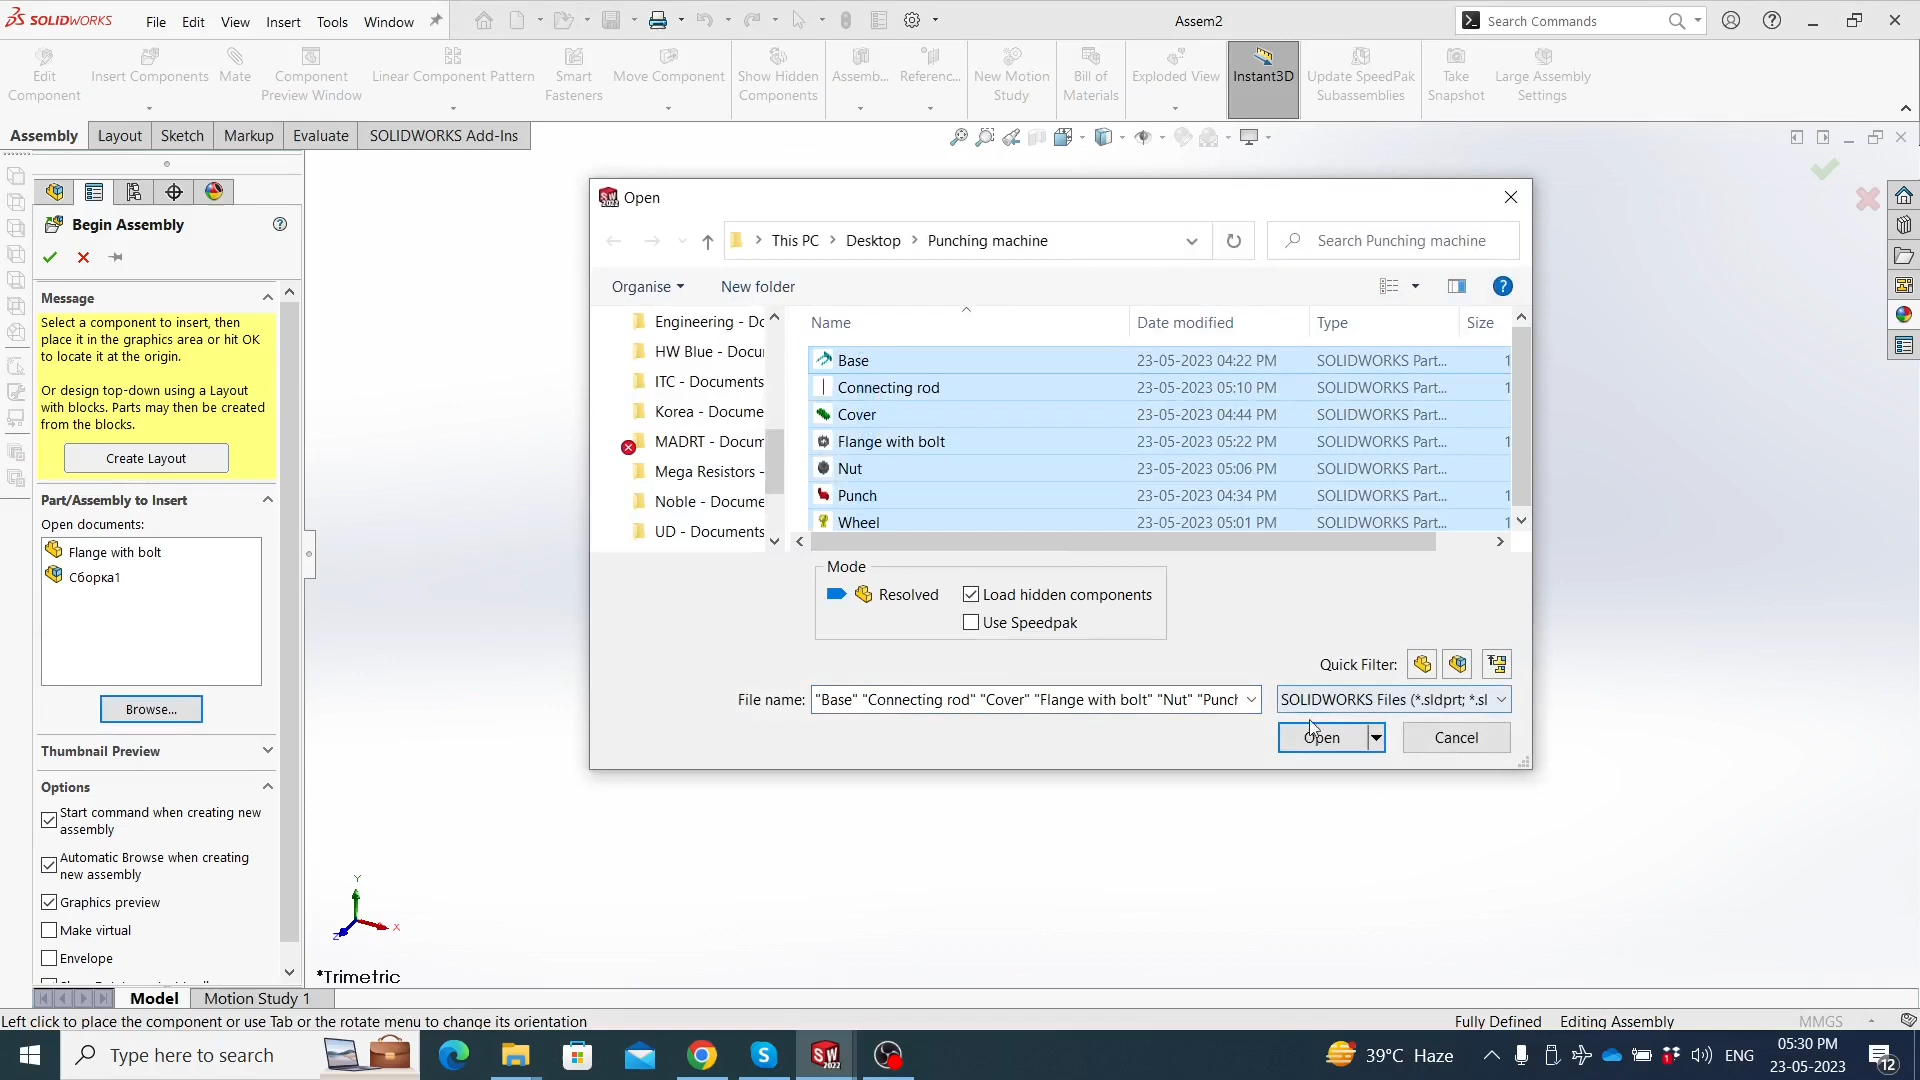 SOLIDWORKS File Edit View Insert Tools Window Assem2 Search Commands
Edit Component
Insert Components
Mate
Component Preview Window
Linear Component Pattern
Smart Fasteners
Move Component
Show Hidden Components
Assemb...
Referenc...
New Motion Study
Bill of Materials
Exploded View
Instant3D
Update SpeedPak Subassemblies
Take Snapshot
Large Assembly Settings
Assembly Layout Sketch Markup Evaluate SOLIDWORKS Add-Ins
Begin Assembly
Message
Select a component to insert, then
place it in the graphics area or hit OK
to locate it at the origin.
Or design top-down using a Layout
with blocks. Parts may then be created
from the blocks.
Create Layout
Part/Assembly to Insert
Open documents:
Flange with bolt
Сборка1
Browse...
Thumbnail Preview
Options
Start command when creating new
assembly
Automatic Browse when creating
new assembly
Graphics preview
Make virtual
Envelope
Open
This PC > Desktop > Punching machine
Search Punching machine
Organise New folder
Engineering - Do
HW Blue - Docu
ITC - Documents
Korea - Docume
MADRT - Docum
Mega Resistors -
Noble - Docume
UD - Documents
Name Date modified Type Size
Base 23-05-2023 04:22 PM SOLIDWORKS Part... 1
Connecting rod 23-05-2023 05:10 PM SOLIDWORKS Part...
Cover 23-05-2023 04:44 PM SOLIDWORKS Part...
Flange with bolt 23-05-2023 05:22 PM SOLIDWORKS Part... 1
Nut 23-05-2023 05:06 PM SOLIDWORKS Part...
Punch 23-05-2023 04:34 PM SOLIDWORKS Part... 1
Wheel 23-05-2023 05:01 PM SOLIDWORKS Part... 1
Mode
Resolved Load hidden components
Use Speedpak
Quick Filter:
File name: "Base" "Connecting rod" "Cover" "Flange with bolt" "Nut" "Punch SOLIDWORKS Files (*.sldprt; *.sl
Open Cancel
Y
X
Z
*Trimetric
Model Motion Study 1
Left click to place the component or use Tab or the rotate menu to change its orientation Fully Defined Editing Assembly MMGS
Type here to search
SW
2022
39°C Haze
ENG
05:30 PM
23-05-2023
12